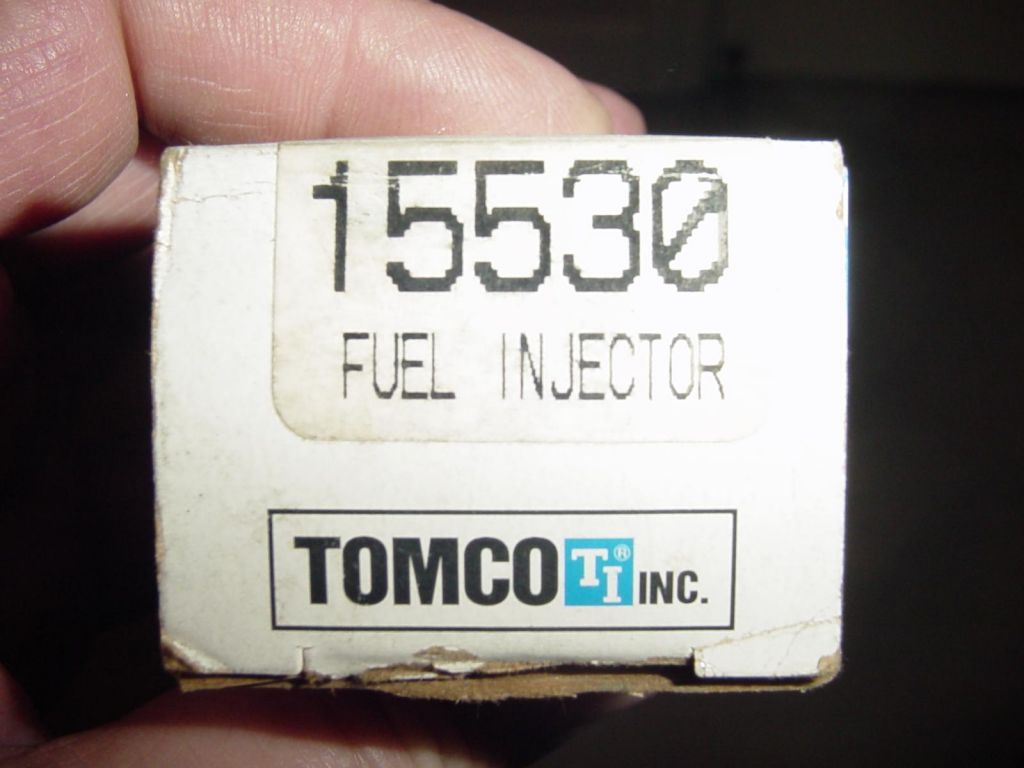 15530
FUEL INJECTOR
TOMCO TI® INC.